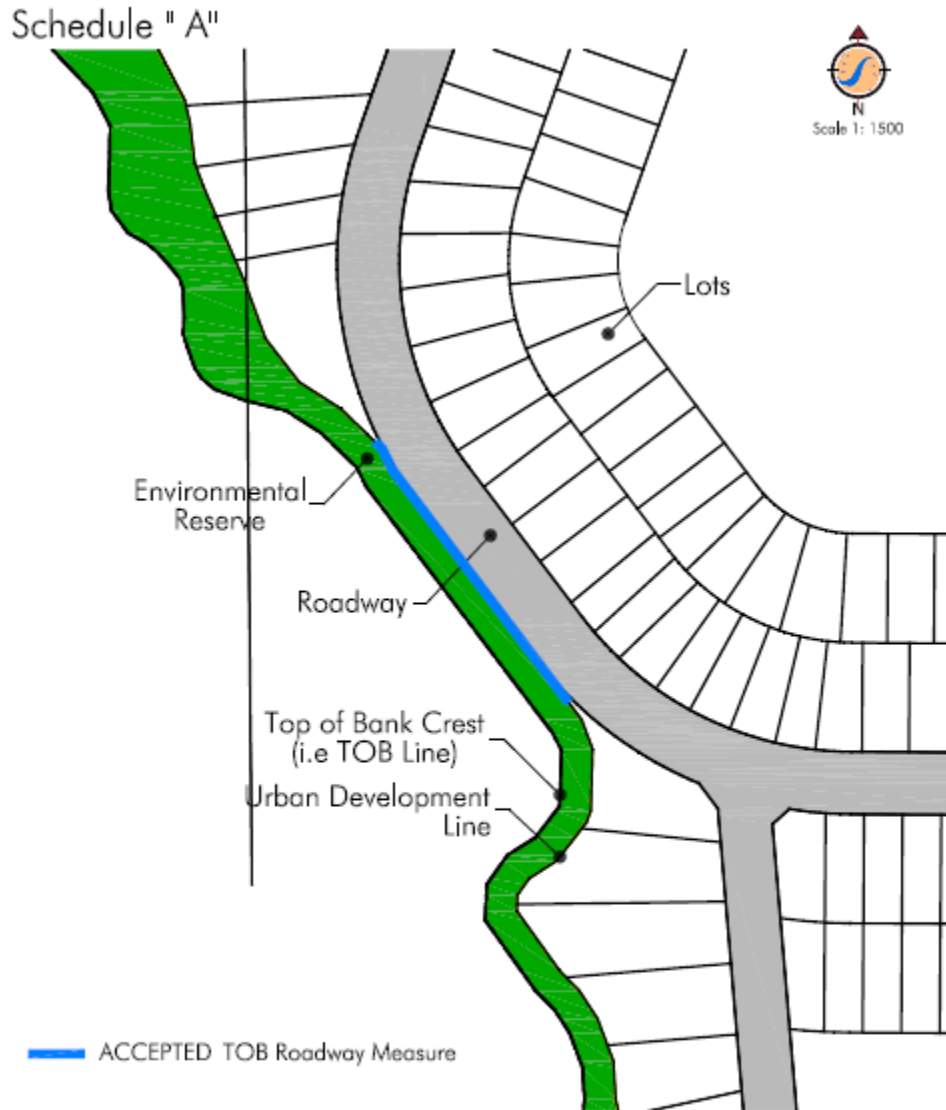 Schedule " A"
N
Scale 1: 1500
Lots
Environmental
Reserve
Roadway
Top of Bank Crest
(i.e TOB Line)
Urban Development
Line
ACCEPTED TOB Roadway Measure